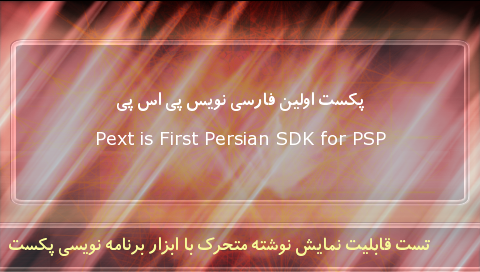 پکست اولین فارسی نویس پی اس پی
Pext is First Persian SDK for PSP
تست قابلیت نمایش نوشته متحرک با ابزار برنامه نویسی پکست